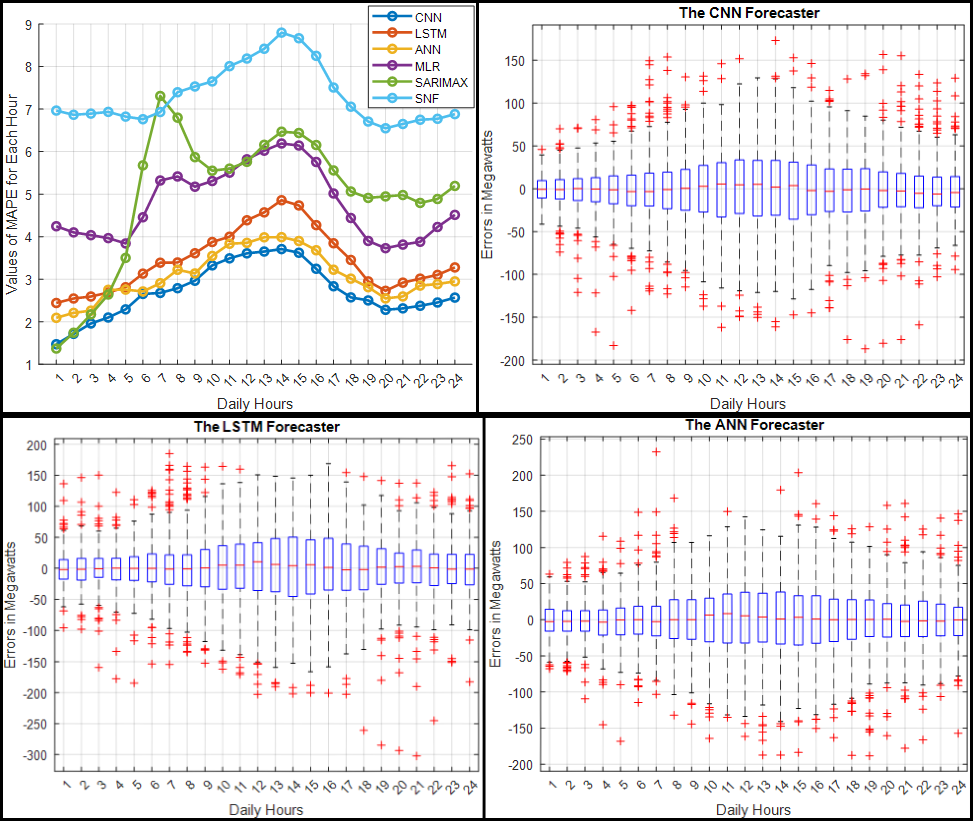 CNN
LSTM
ANN
MLR
SARIMAX
SNF
Values of MAPE for Each Hour
9
8
7
6
5
4
3
2
1
1 2 3 4 5 6 7 8 9 10 11 12 13 14 15 16 17 18 19 20 21 22 23 24
Daily Hours
The CNN Forecaster
Errors in Megawatts
150
100
50
0
-50
-100
-150
-200
1 2 3 4 5 6 7 8 9 10 11 12 13 14 15 16 17 18 19 20 21 22 23 24
Daily Hours
The LSTM Forecaster
Errors in Megawatts
200
150
100
50
0
-50
-100
-150
-200
-250
-300
1 2 3 4 5 6 7 8 9 10 11 12 13 14 15 16 17 18 19 20 21 22 23 24
Daily Hours
The ANN Forecaster
Errors in Megawatts
250
200
150
100
50
0
-50
-100
-150
-200
1 2 3 4 5 6 7 8 9 10 11 12 13 14 15 16 17 18 19 20 21 22 23 24
Daily Hours